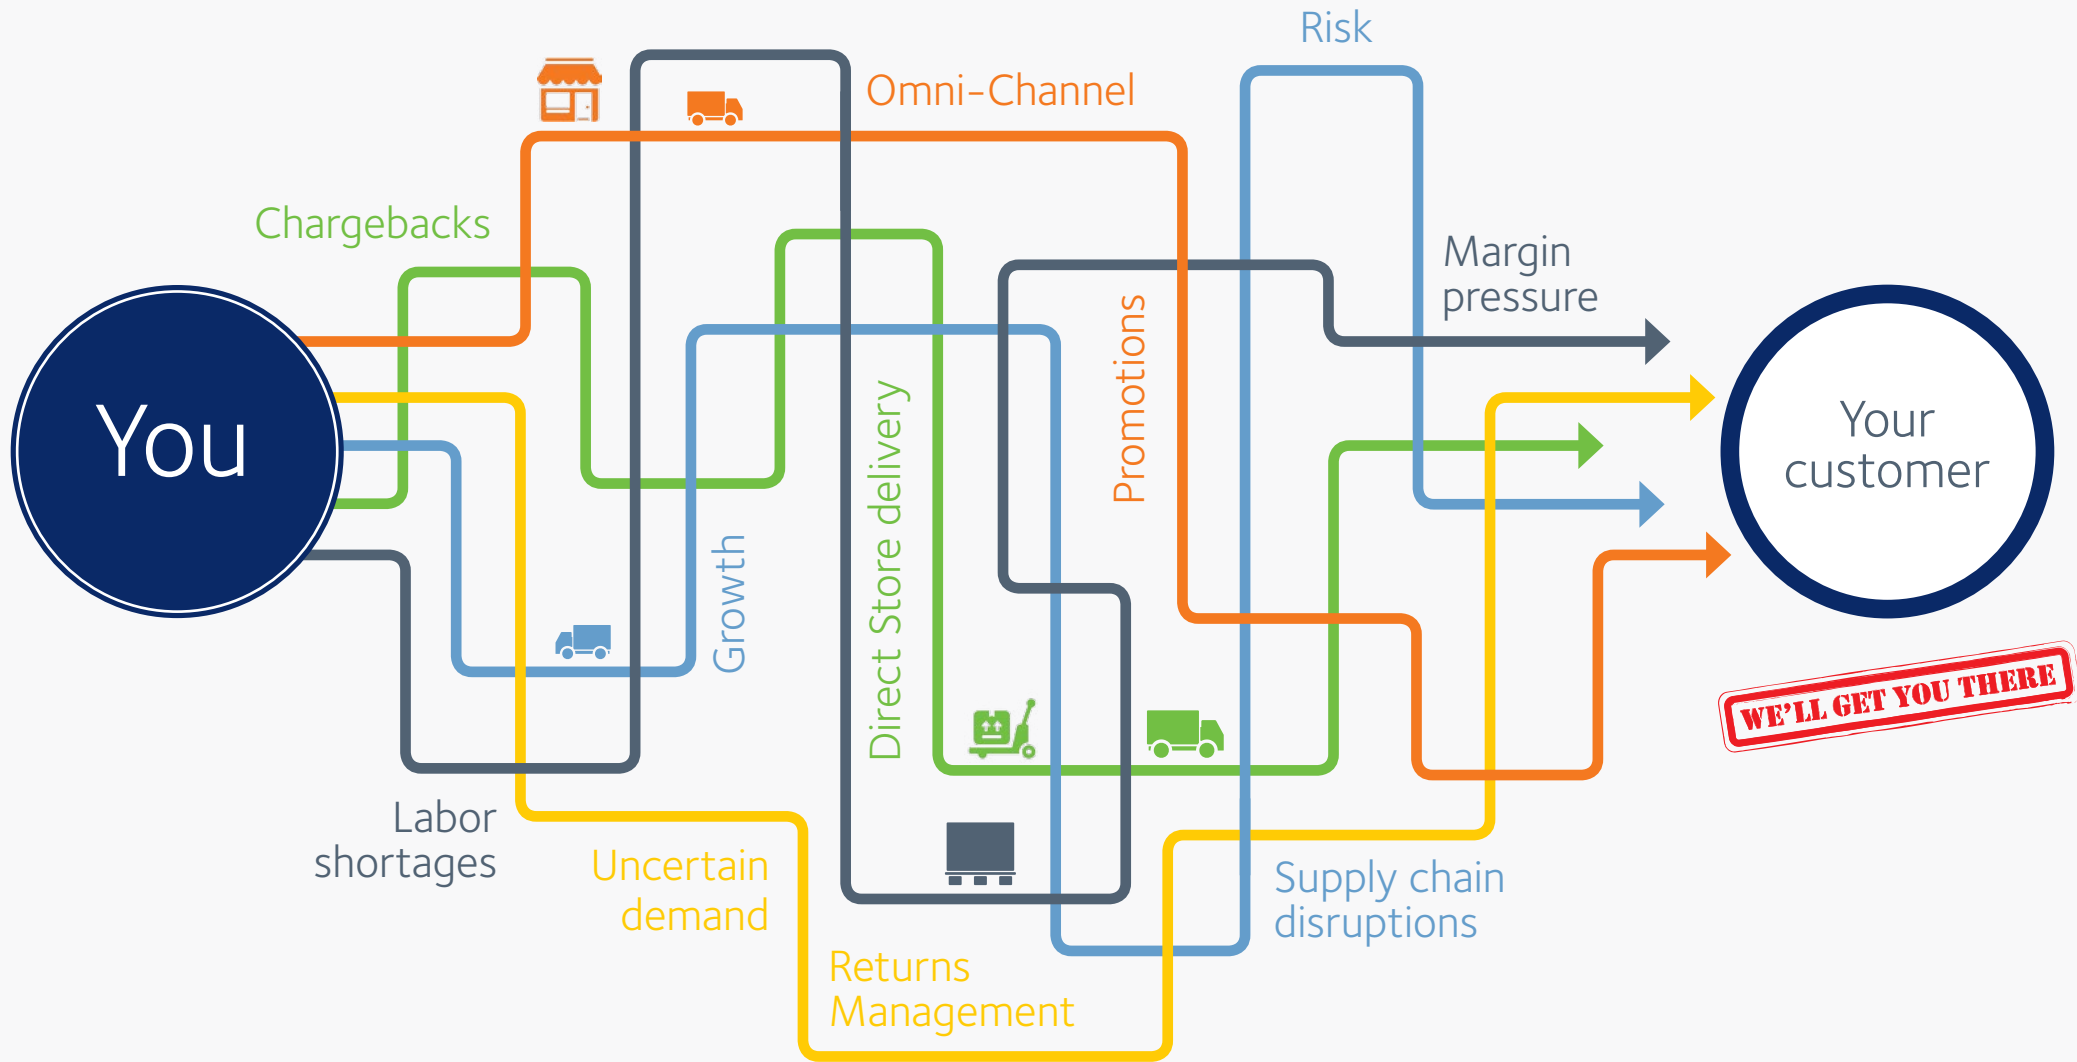 Risk
Omni-Channel
Chargebacks
Margin
pressure
You
Promotions
Direct Store delivery
Growth
Your
customer
WE'LL GET YOU THERE
Labor
shortages
Uncertain
demand
Supply chain
disruptions
Returns
Management